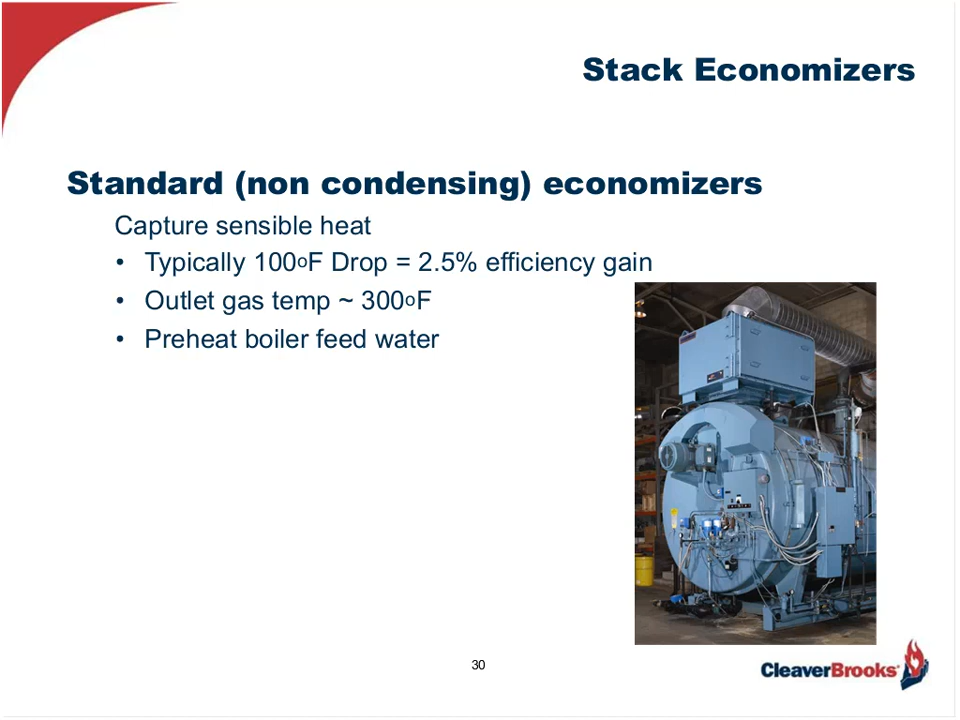 Stack Economizers
Standard (non condensing) economizers
Capture sensible heat
• Typically 100oF Drop = 2.5% efficiency gain
• Outlet gas temp ~ 300oF
• Preheat boiler feed water
30
CleaverBrooks